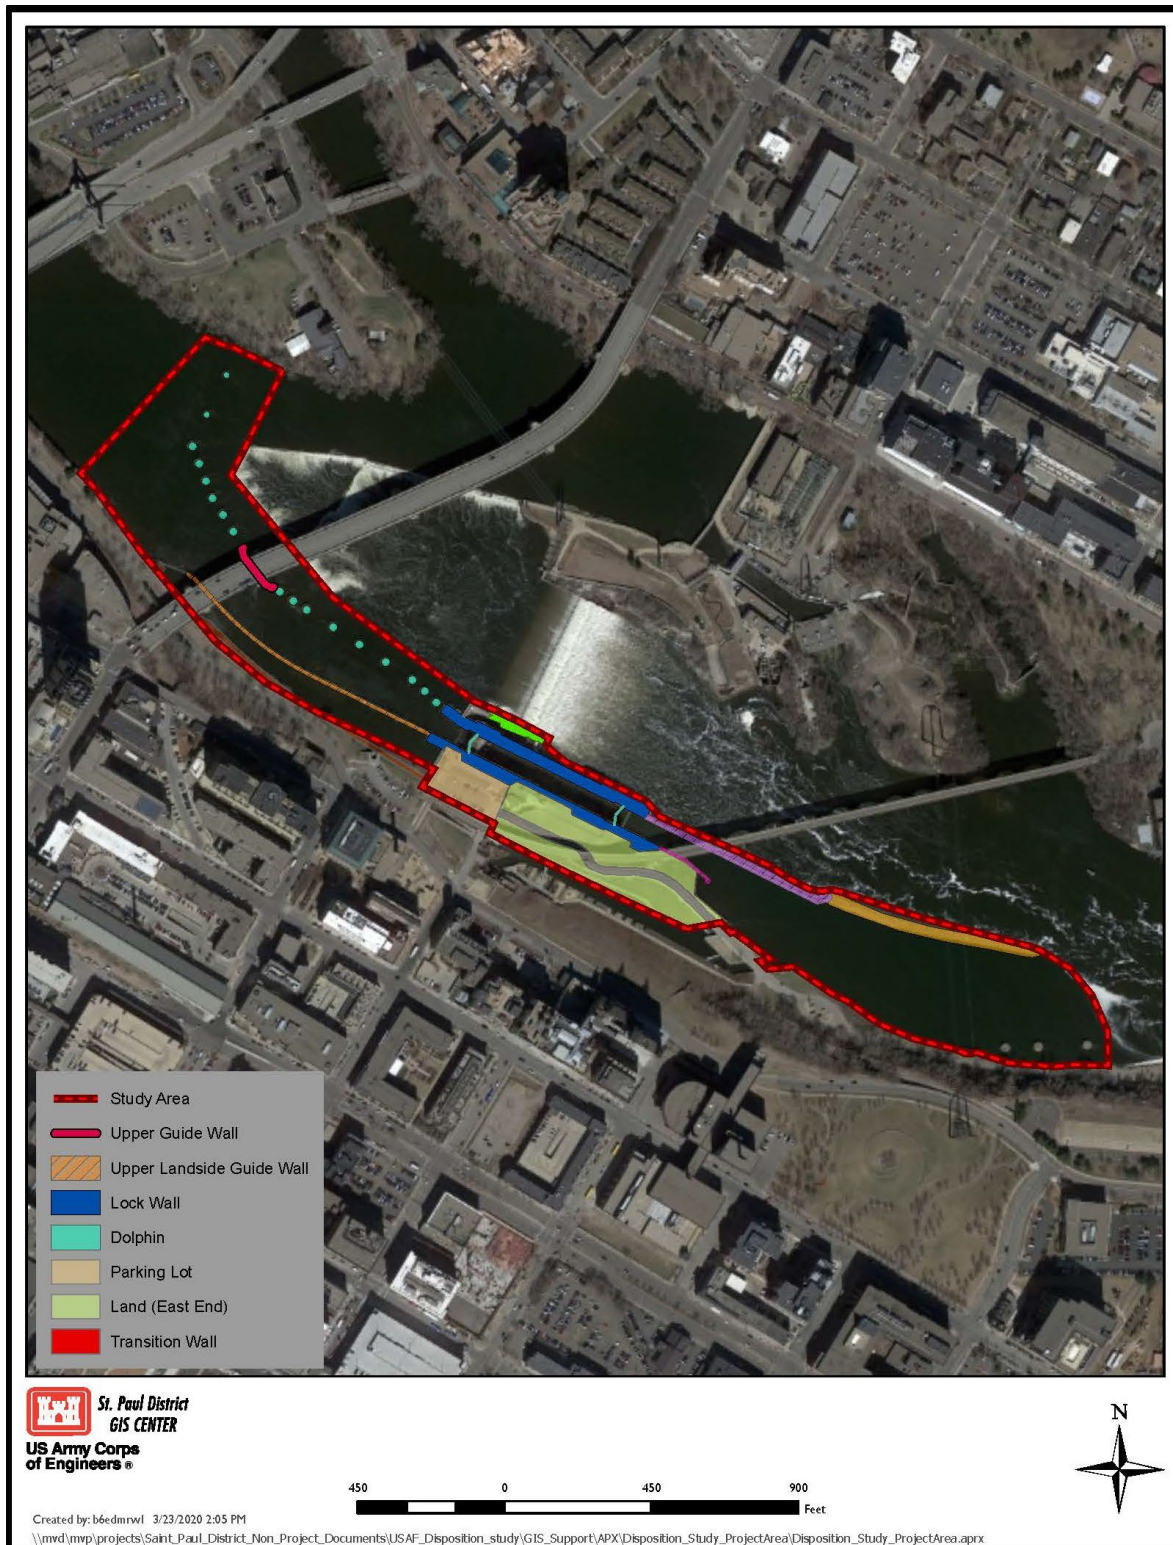 Study Area
Upper Guide Wall
Upper Landside Guide Wall
Lock Wall
Dolphin
Parking Lot
Land (East End)
Transition Wall
St. Paul District
GIS CENTER
US Army Corps
of Engineers ®
N
450 0 450 900
Feet
Created by: b6edmrwl 3/23/2020 2:05 PM
\\mvd\mvp\projects\Saint_Paul_District_Non_Project_Documents\USAF_Disposition_study\GIS_Support\APX\Disposition_Study_ProjectArea\Disposition_Study_ProjectArea.aprx